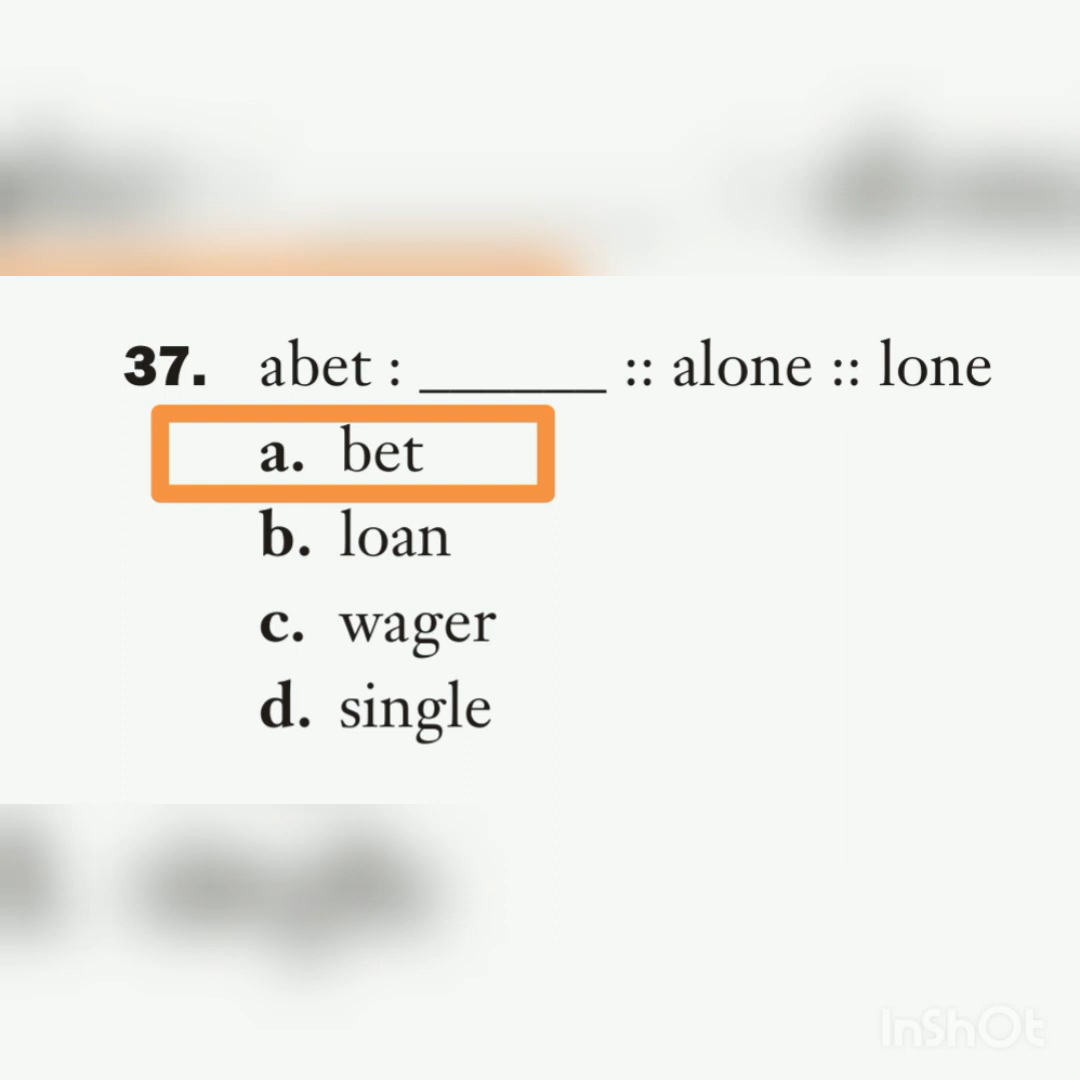 37. abet : ______ :: alone :: lone
a. bet
b. loan
c. wager
d. single
InShOt